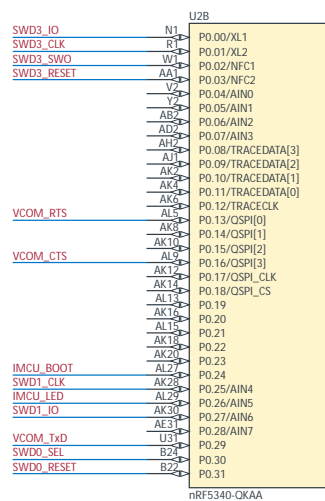 U2B
SWD3_IO N1 P0.00/XL1
SWD3_CLK R1 P0.01/XL2
SWD3_SWO W1 P0.02/NFC1
SWD3_RESET AA1 P0.03/NFC2
V2 P0.04/AIN0
Y2 P0.05/AIN1
AB2 P0.06/AIN2
AD2 P0.07/AIN3
AH2 P0.08/TRACEDATA[3]
AJ1 P0.09/TRACEDATA[2]
AK2 P0.10/TRACEDATA[1]
AK4 P0.11/TRACEDATA[0]
AK6 P0.12/TRACECLK
VCOM_RTS AL5 P0.13/QSPI[0]
AK8 P0.14/QSPI[1]
AK10 P0.15/QSPI[2]
VCOM_CTS AL9 P0.16/QSPI[3]
AK12 P0.17/QSPI_CLK
AK14 P0.18/QSPI_CS
AL13 P0.19
AK16 P0.20
AL15 P0.21
AK18 P0.22
AK20 P0.23
IMCU_BOOT AL27 P0.24
SWD1_CLK AK28 P0.25/AIN4
IMCU_LED AL29 P0.26/AIN5
SWD1_IO AK30 P0.27/AIN6
AE31 P0.28/AIN7
VCOM_TxD U31 P0.29
SWD0_SEL B24 P0.30
SWD0_RESET B22 P0.31
nRF5340-QKAA